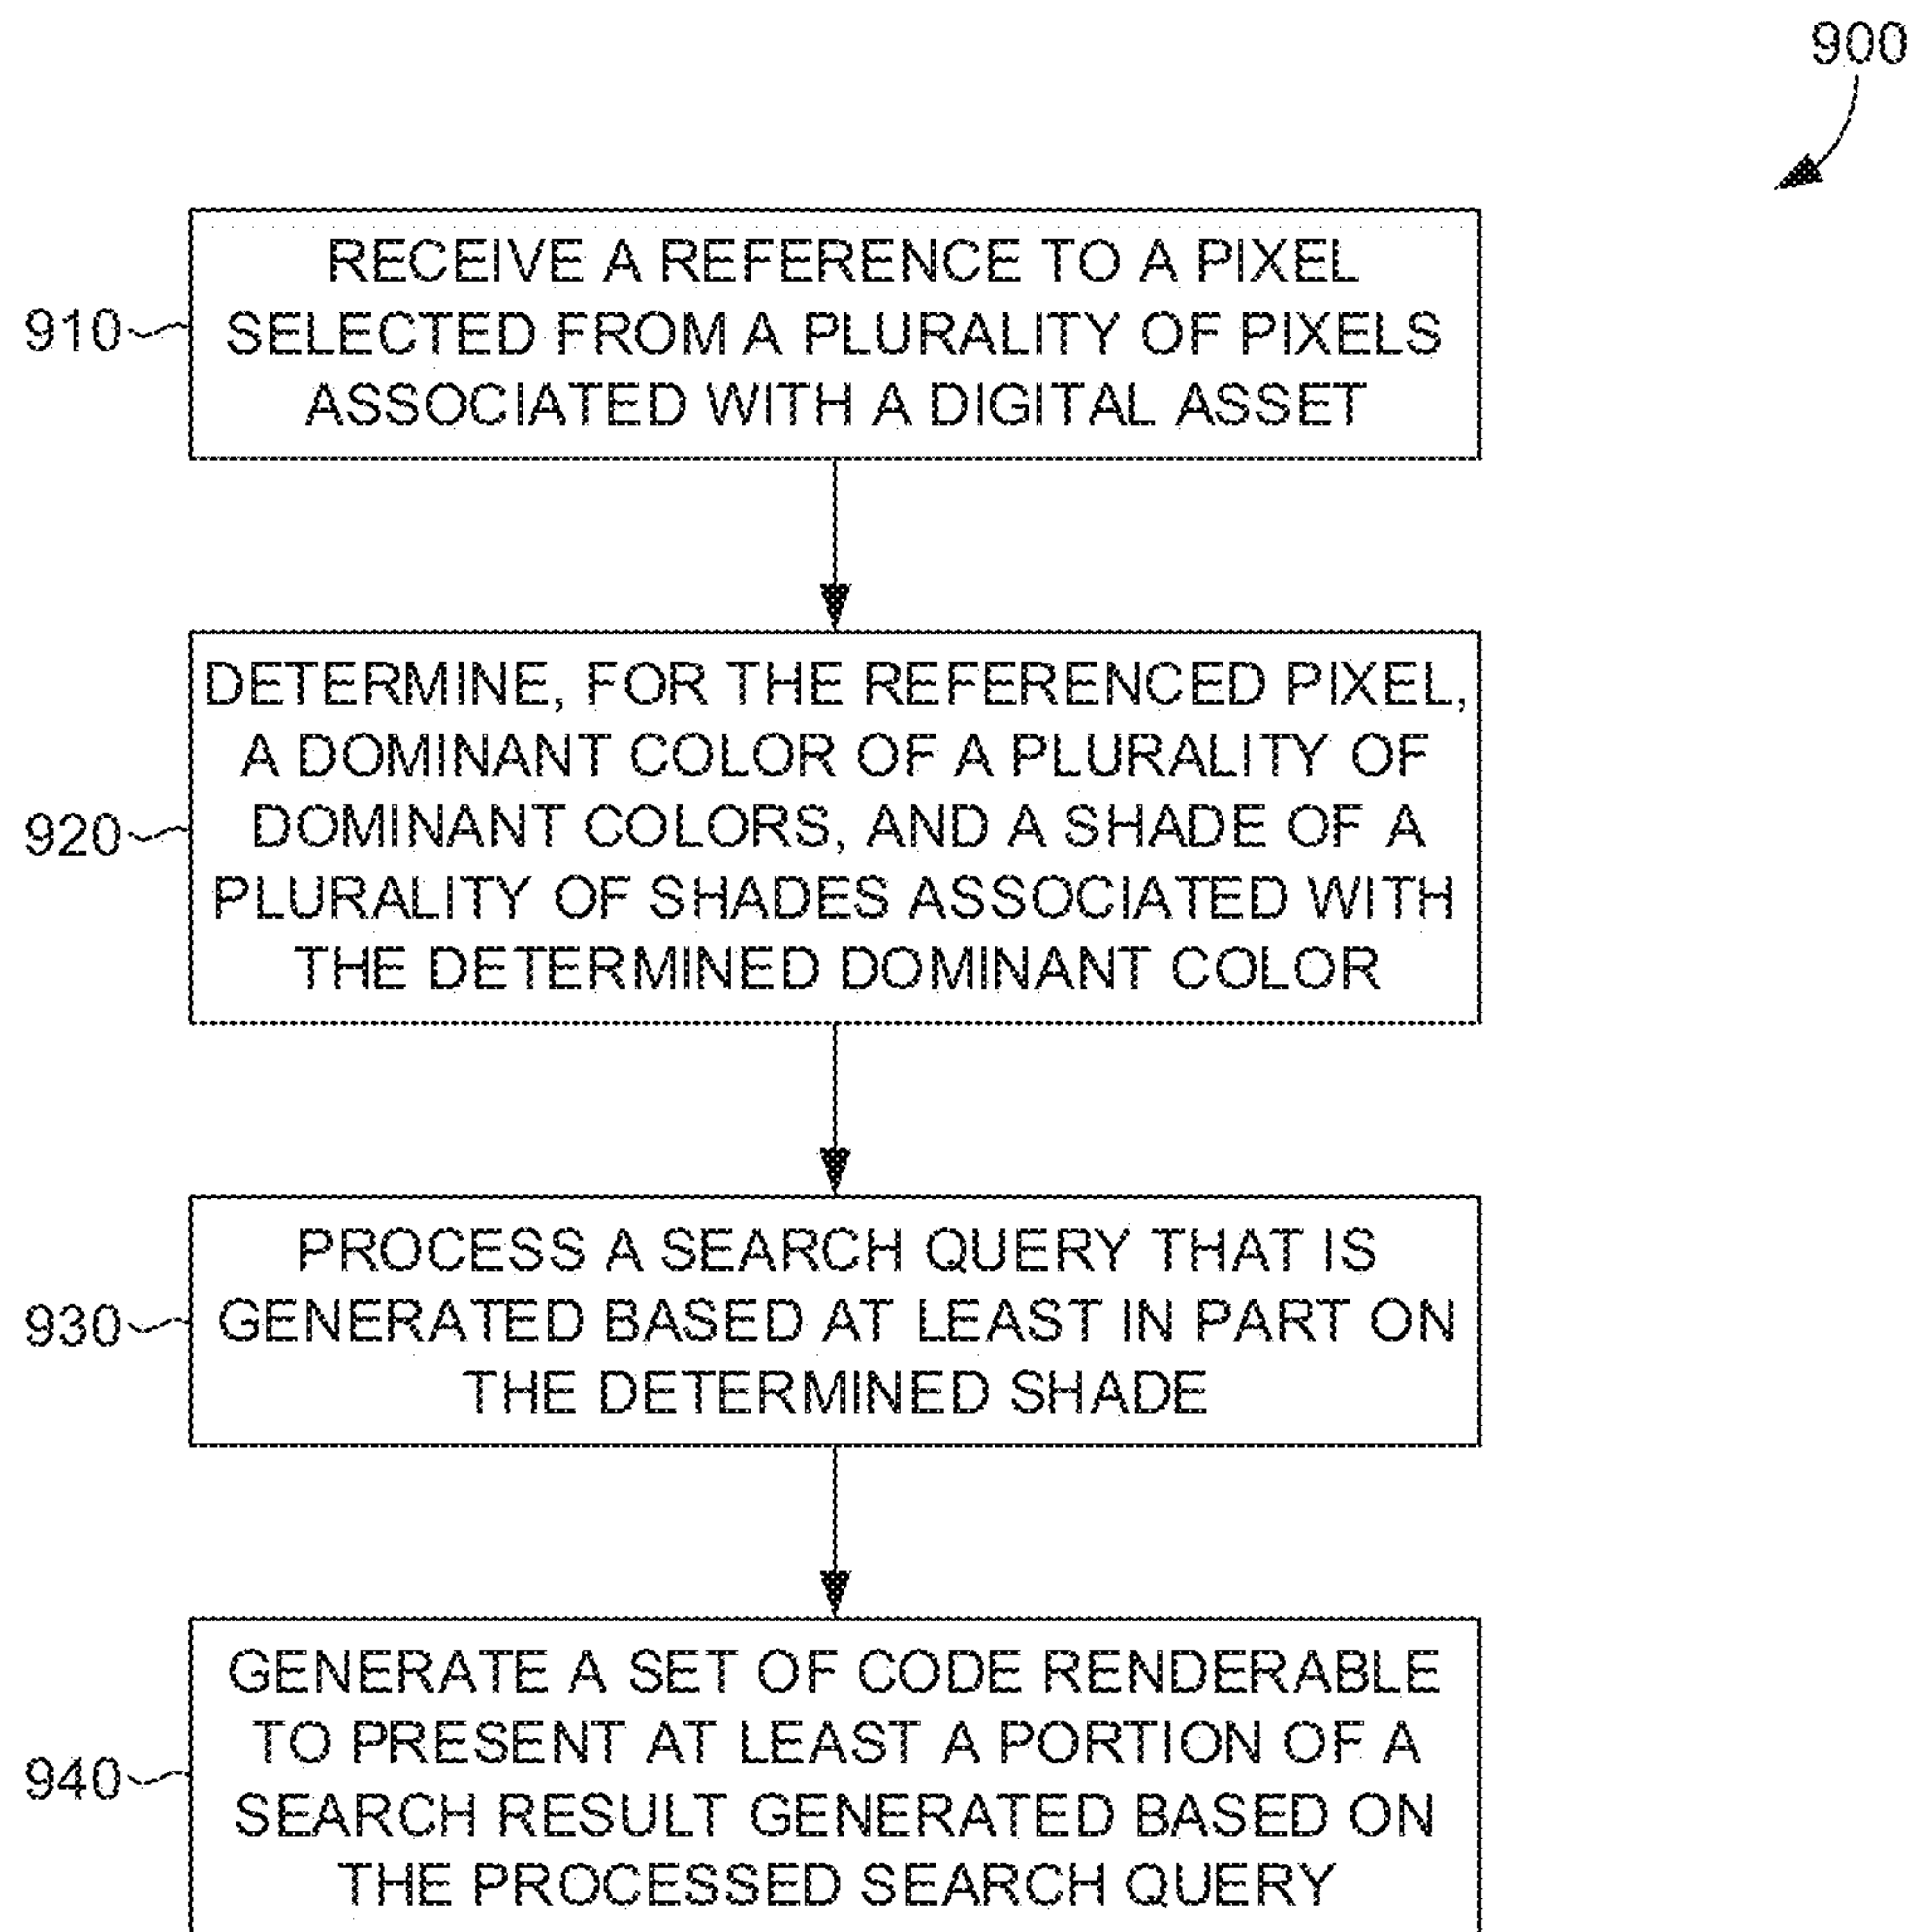 900
RECEIVE A REFERENCE TO A PIXEL
SELECTED FROM A PLURALITY OF PIXELS
ASSOCIATED WITH A DIGITAL ASSET
910
DETERMINE, FOR THE REFERENCED PIXEL,
A DOMINANT COLOR OF A PLURALITY OF
DOMINANT COLORS, AND A SHADE OF A
PLURALITY OF SHADES ASSOCIATED WITH
THE DETERMINED DOMINANT COLOR
920
PROCESS A SEARCH QUERY THAT IS
GENERATED BASED AT LEAST IN PART ON
THE DETERMINED SHADE
930
GENERATE A SET OF CODE RENDERABLE
TO PRESENT AT LEAST A PORTION OF A
SEARCH RESULT GENERATED BASED ON
THE PROCESSED SEARCH QUERY
940